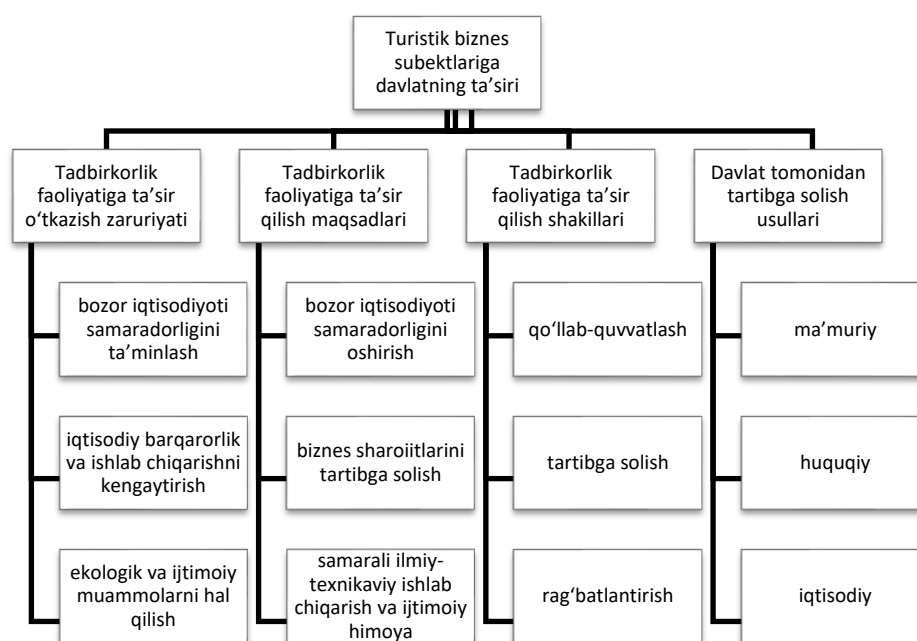 Turistik biznes
subektlariga
davlatning ta’siri
Tadbirkorlik
faoliyatiga ta’sir
o‘tkazish zaruriyati
Tadbirkorlik
faoliyatiga ta’sir
qilish maqsadlari
Tadbirkorlik
faoliyatiga ta’sir
qilish shakillari
Davlat tomonidan
tartibga solish
usullari
bozor iqtisodiyoti
samaradorligini
ta’minlash
iqtisodiy barqarorlik
va ishlab chiqarishni
kengaytirish
ekologik va ijtimoiy
muammolarni hal
qilish
bozor iqtisodiyoti
samaradorligini
oshirish
biznes sharoiitlarini
tartibga solish
samarali ilmiy-
texnikaviy ishlab
chiqarish va ijtimoiy
himoya
qo‘llab-quvvatlash
tartibga solish
rag‘batlantirish
ma’muriy
huquqiy
iqtisodiy